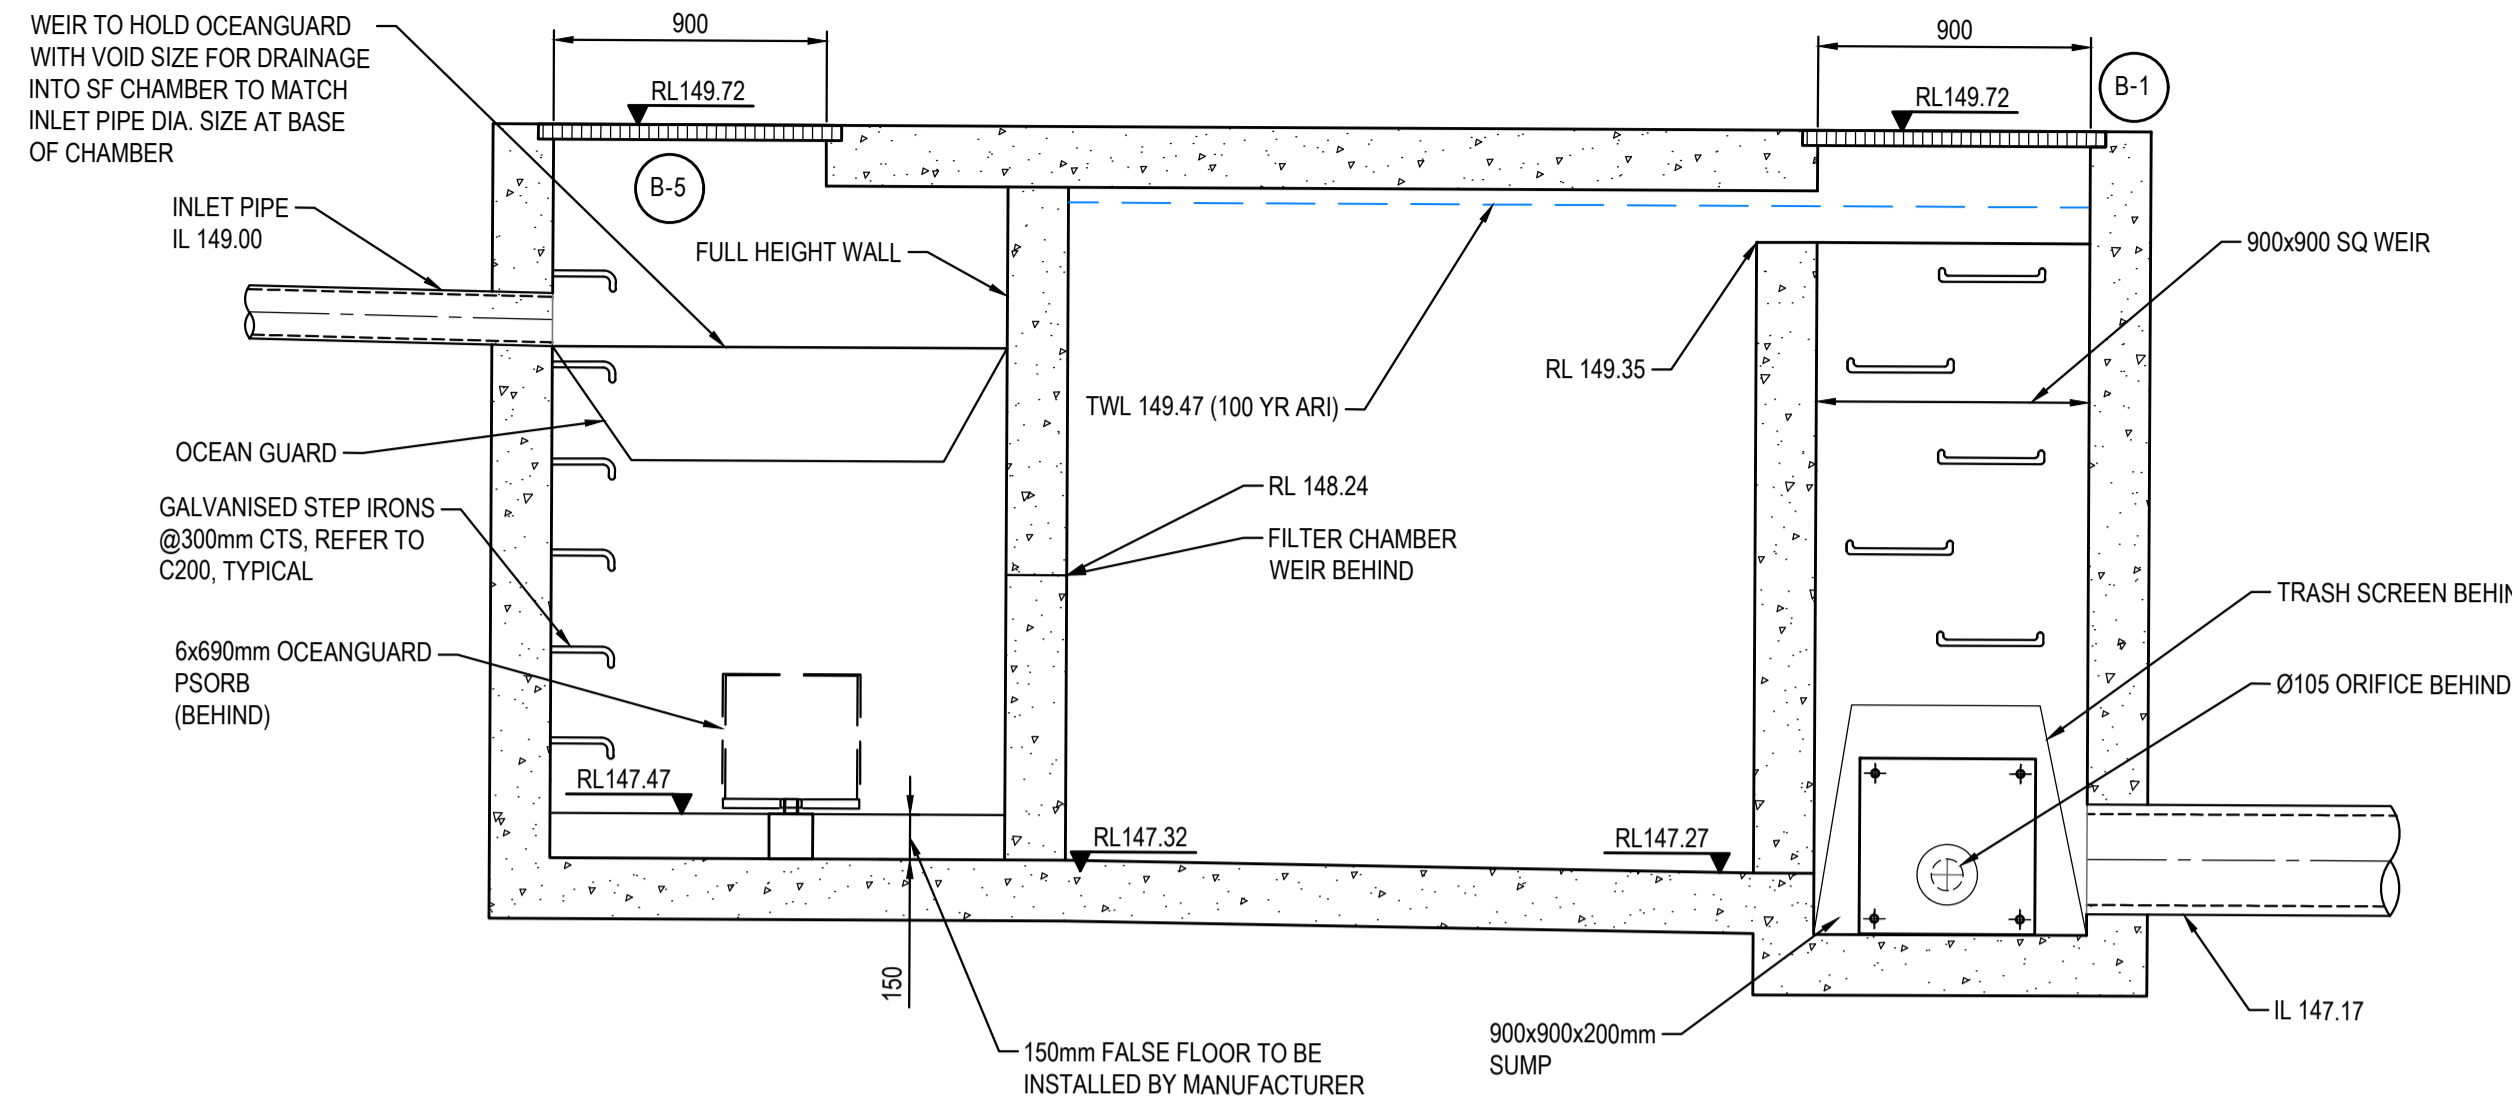 WEIR TO HOLD OCEANGUARD
WITH VOID SIZE FOR DRAINAGE
INTO SF CHAMBER TO MATCH
INLET PIPE DIA. SIZE AT BASE
OF CHAMBER
900
900
RL149.72
RL149.72
B-1
B-5
INLET PIPE
IL 149.00
FULL HEIGHT WALL
900x900 SQ WEIR
RL 149.35
TWL 149.47 (100 YR ARI)
OCEAN GUARD
RL 148.24
GALVANISED STEP IRONS
@300mm CTS, REFER TO
C200, TYPICAL
FILTER CHAMBER
WEIR BEHIND
TRASH SCREEN BEHIN
6x690mm OCEANGUARD
PSORB
(BEHIND)
Ø105 ORIFICE BEHIND
RL147.47
RL147.32
RL147.27
150
IL 147.17
150mm FALSE FLOOR TO BE
INSTALLED BY MANUFACTURER
900x900x200mm
SUMP